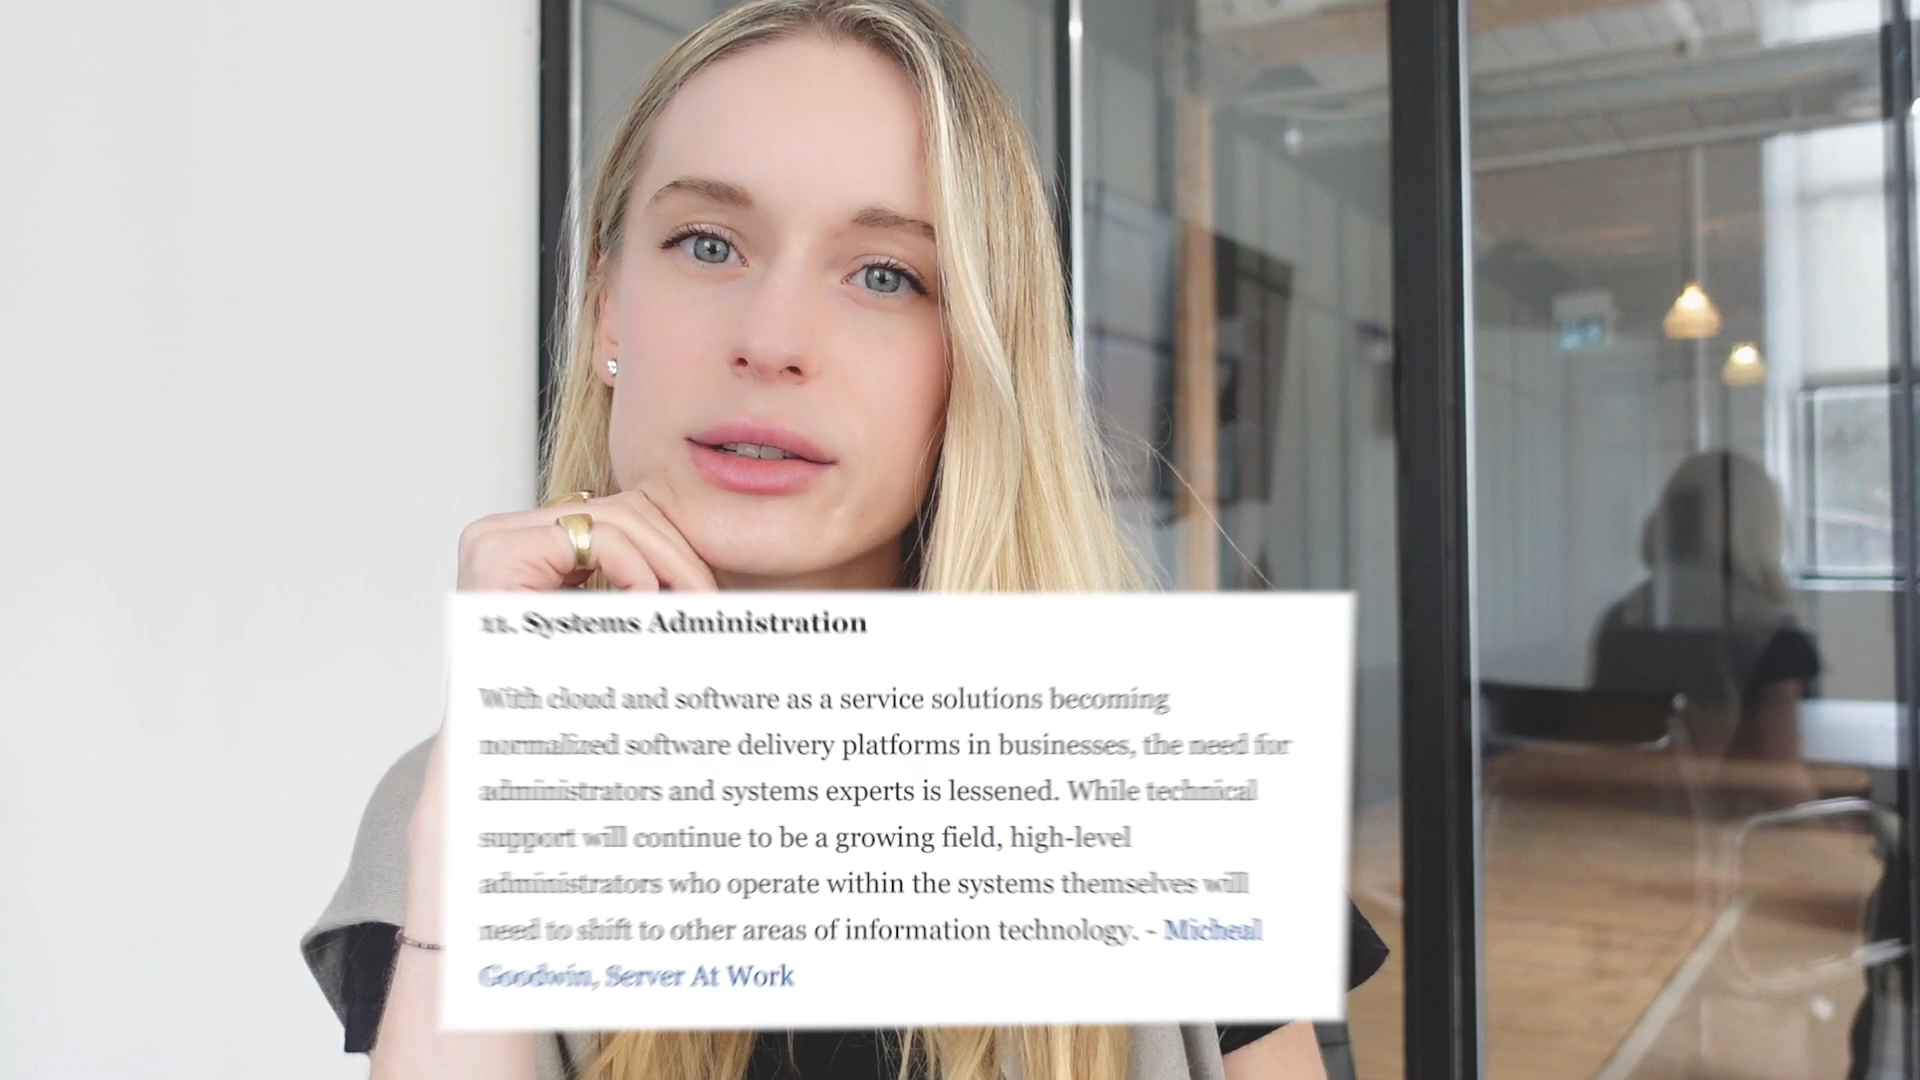 11. Systems Administration
With cloud and software as a service solutions becoming
normalized software delivery platforms in businesses, the need for
administrators and systems experts is lessened. While technical
support will continue to be a growing field, high-level
administrators who operate within the systems themselves will
need to shift to other areas of information technology. - Micheal
Goodwin, Server At Work